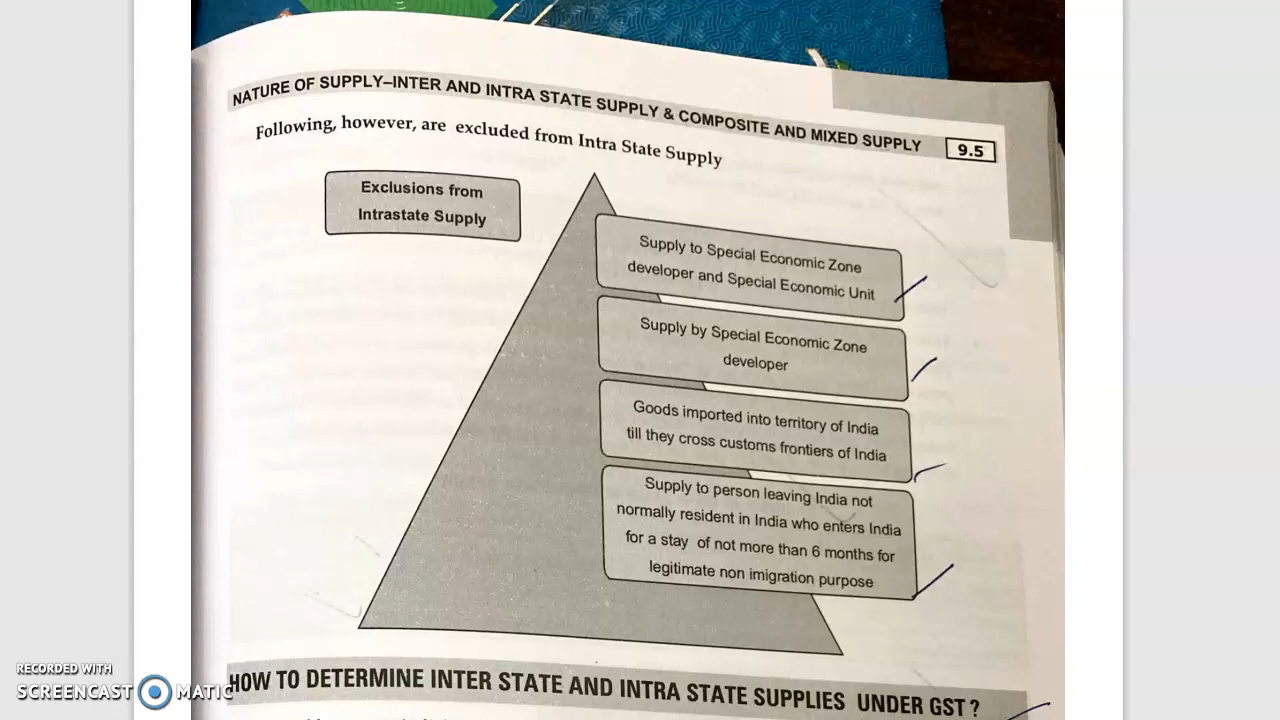 NATURE OF SUPPLY–INTER AND INTRA STATE SUPPLY & COMPOSITE AND MIXED SUPPLY 9.5
Following, however, are excluded from Intra State Supply
Exclusions from
Intrastate Supply
Supply to Special Economic Zone
developer and Special Economic Unit
Supply by Special Economic Zone
developer
Goods imported into territory of India
till they cross customs frontiers of India
Supply to person leaving India not
normally resident in India who enters India
for a stay of not more than 6 months for
legitimate non imigration purpose
HOW TO DETERMINE INTER STATE AND INTRA STATE SUPPLIES UNDER GST ?
RECORDED WITH
SCREENCAST MATIC